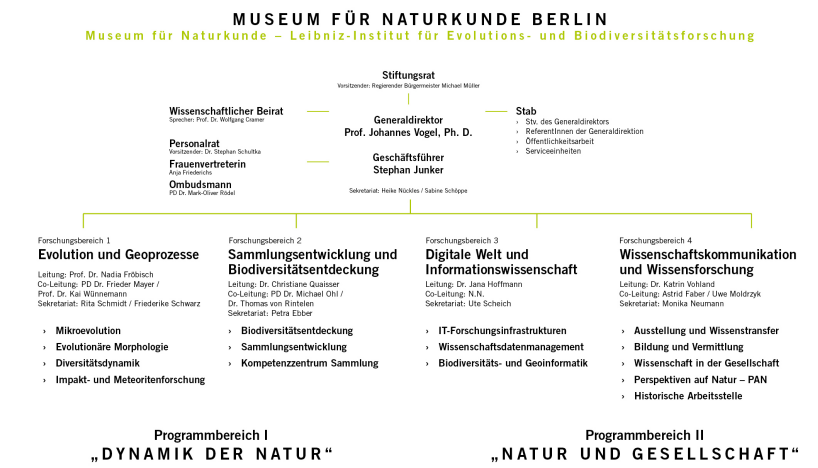 MUSEUM FÜR NATURKUNDE BERLIN
Museum für Naturkunde – Leibniz-Institut für Evolutions- und Biodiversitätsforschung
Stiftungsrat
Vorsitzender: Regierender Bürgermeister Michael Müller
Wissenschaftlicher Beirat
Sprecher: Prof. Dr. Wolfgang Cramer
Personalrat
Vorsitzender: Dr. Stephan Schultka
Frauenvertreterin
Anja Friederichs
Ombudsmann
PD Dr. Mark-Oliver Rödel
Generaldirektor
Prof. Johannes Vogel, Ph. D.
Geschäftsführer
Stephan Junker
Sekretariat: Heike Nückles / Sabine Schöppe
Stab
› Stv. des Generaldirektors
› ReferentInnen der Generaldirektion
› Öffentlichkeitsarbeit
› Serviceeinheiten
Forschungsbereich 1
Evolution und Geoprozesse
Leitung: Prof. Dr. Nadia Fröbisch
Co-Leitung: PD Dr. Frieder Mayer /
Prof. Dr. Kai Wünnemann
Sekretariat: Rita Schmidt / Friederike Schwarz
› Mikroevolution
› Evolutionäre Morphologie
› Diversitätsdynamik
› Impakt- und Meteoritenforschung
Forschungsbereich 2
Sammlungsentwicklung und
Biodiversitätsentdeckung
Leitung: Dr. Christiane Quaisser
Co-Leitung: PD Dr. Michael Ohl /
Dr. Thomas von Rintelen
Sekretariat: Petra Ebber
› Biodiversitätsentdeckung
› Sammlungsentwicklung
› Kompetenzzentrum Sammlung
Forschungsbereich 3
Digitale Welt und
Informationswissenschaft
Leitung: Dr. Jana Hoffmann
Co-Leitung: N.N.
Sekretariat: Ute Scheich
› IT-Forschungsinfrastrukturen
› Wissenschaftsdatenmanagement
› Biodiversitäts- und Geoinformatik
Forschungsbereich 4
Wissenschaftskommunikation
und Wissensforschung
Leitung: Dr. Katrin Vohland
Co-Leitung: Astrid Faber / Uwe Moldrzyk
Sekretariat: Monika Neumann
› Ausstellung und Wissenstransfer
› Bildung und Vermittlung
› Wissenschaft in der Gesellschaft
› Perspektiven auf Natur – PAN
› Historische Arbeitsstelle
Programmbereich I
„DYNAMIK DER NATUR“
Programmbereich II
„NATUR UND GESELLSCHAFT“